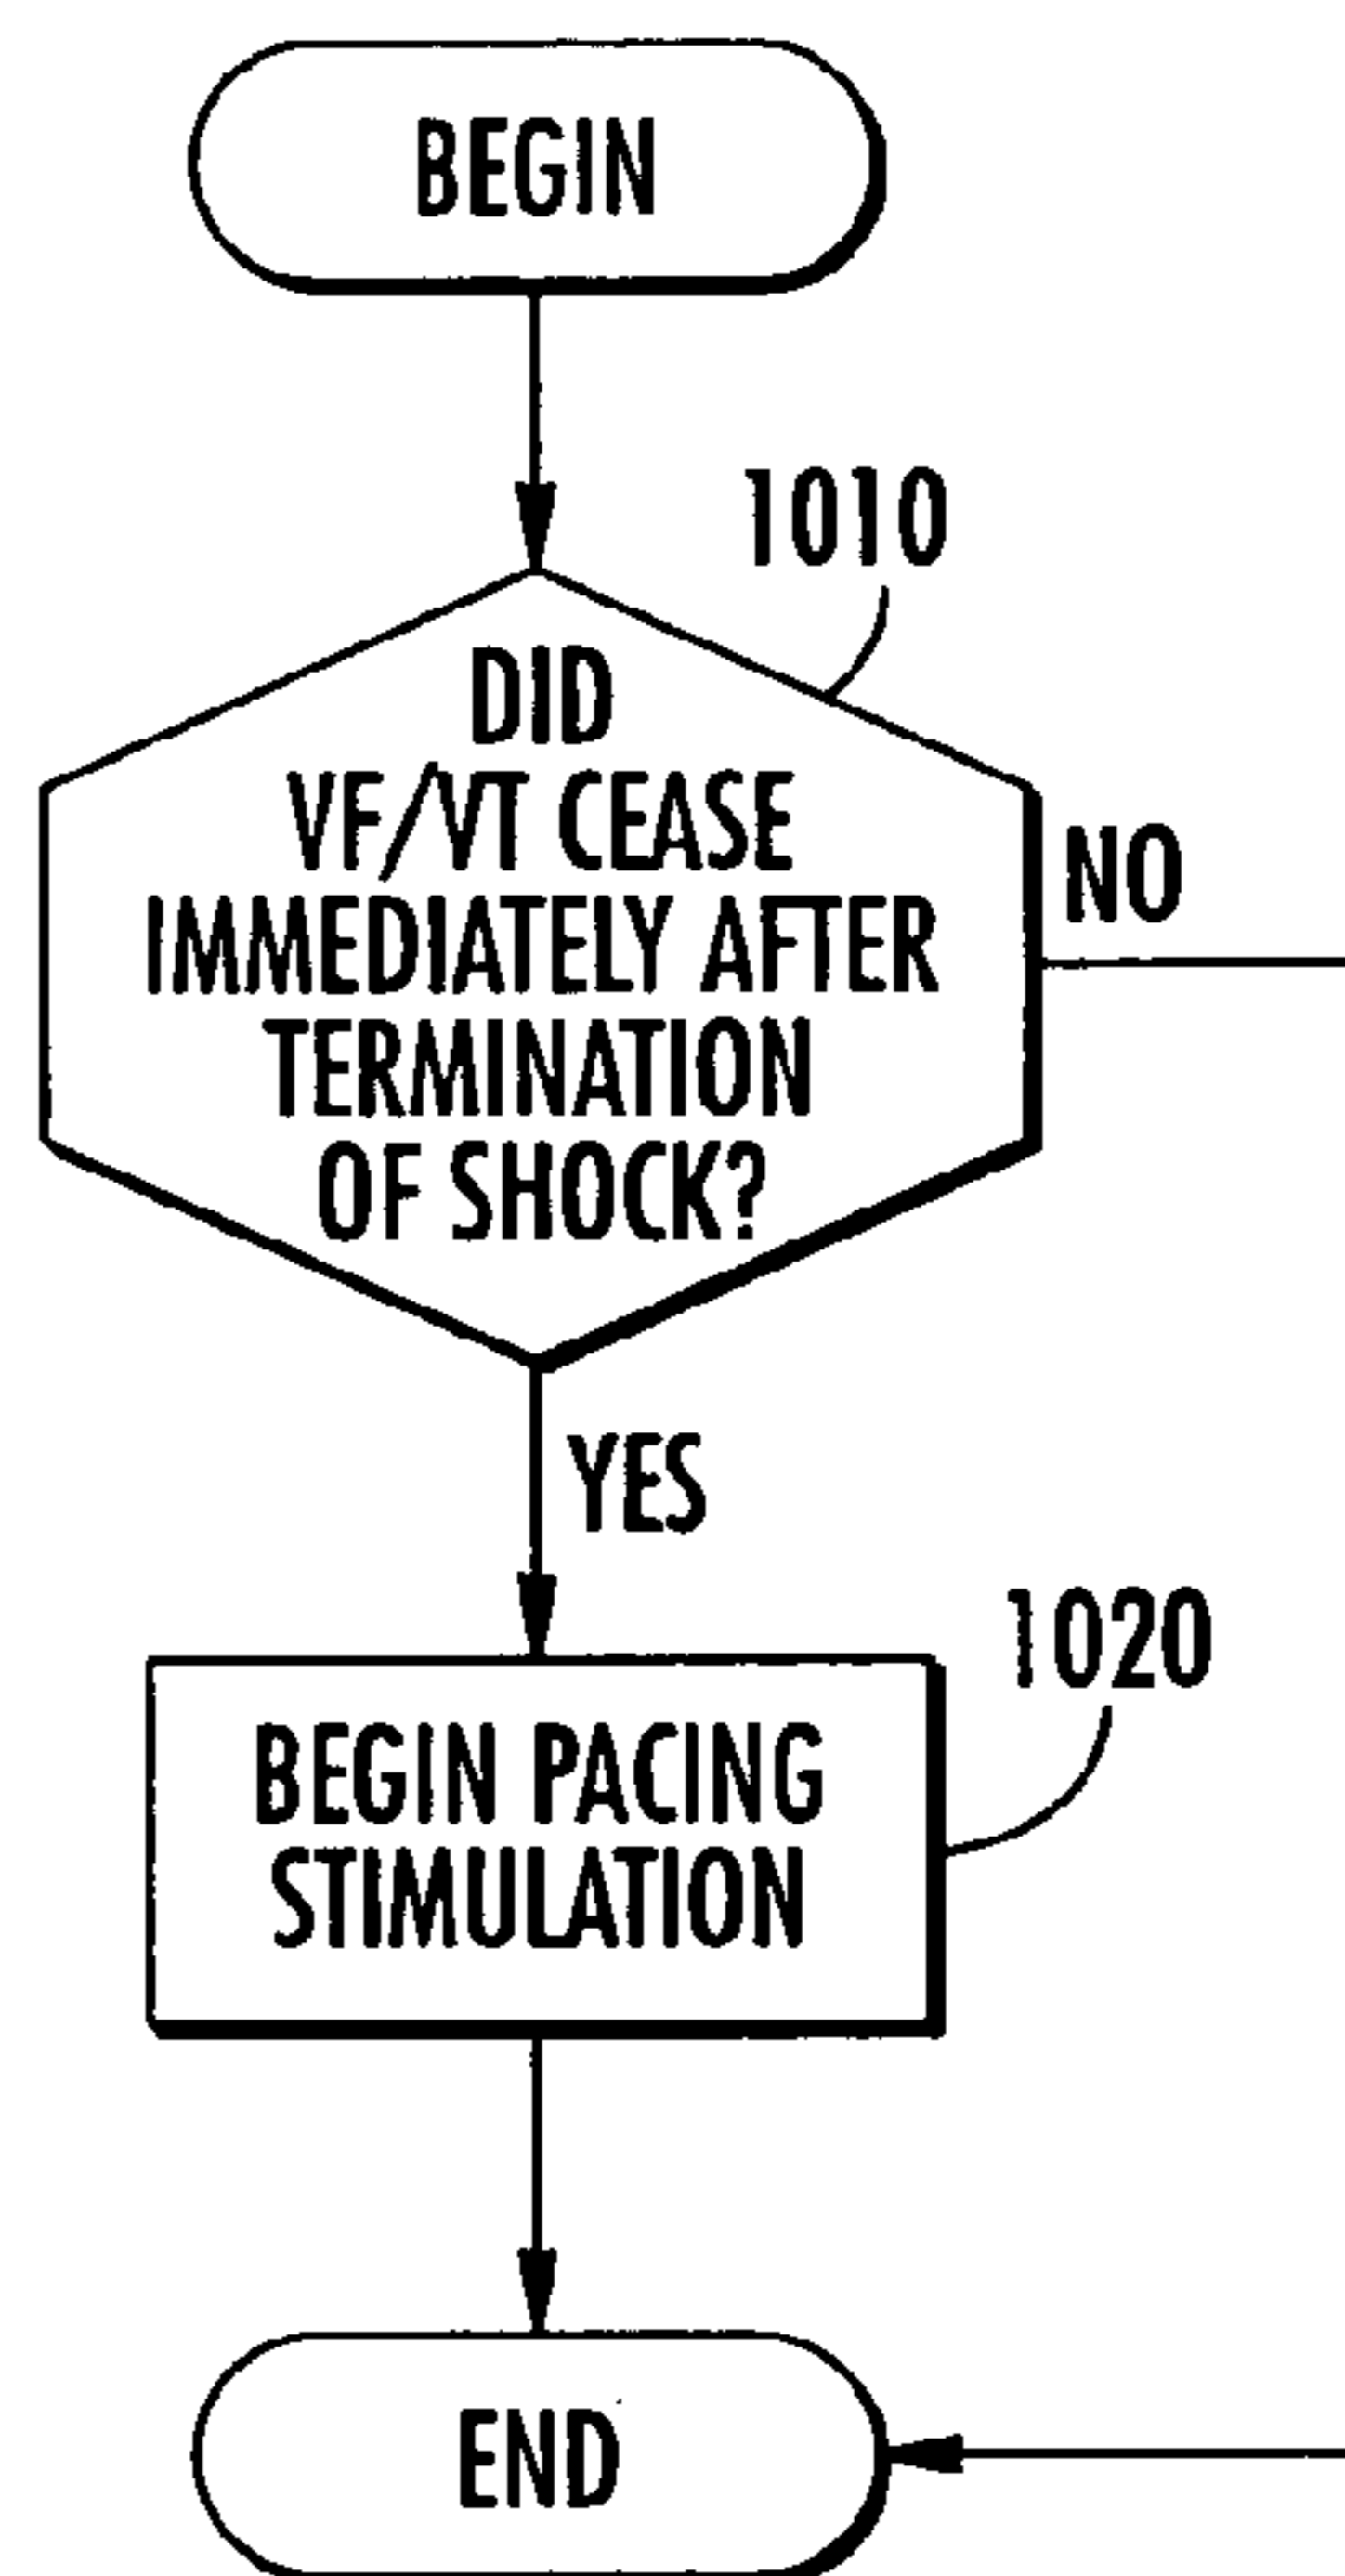 BEGIN
1010
DID
VF/VT CEASE
IMMEDIATELY AFTER
TERMINATION
OF SHOCK?
NO
YES
1020
BEGIN PACING
STIMULATION
END